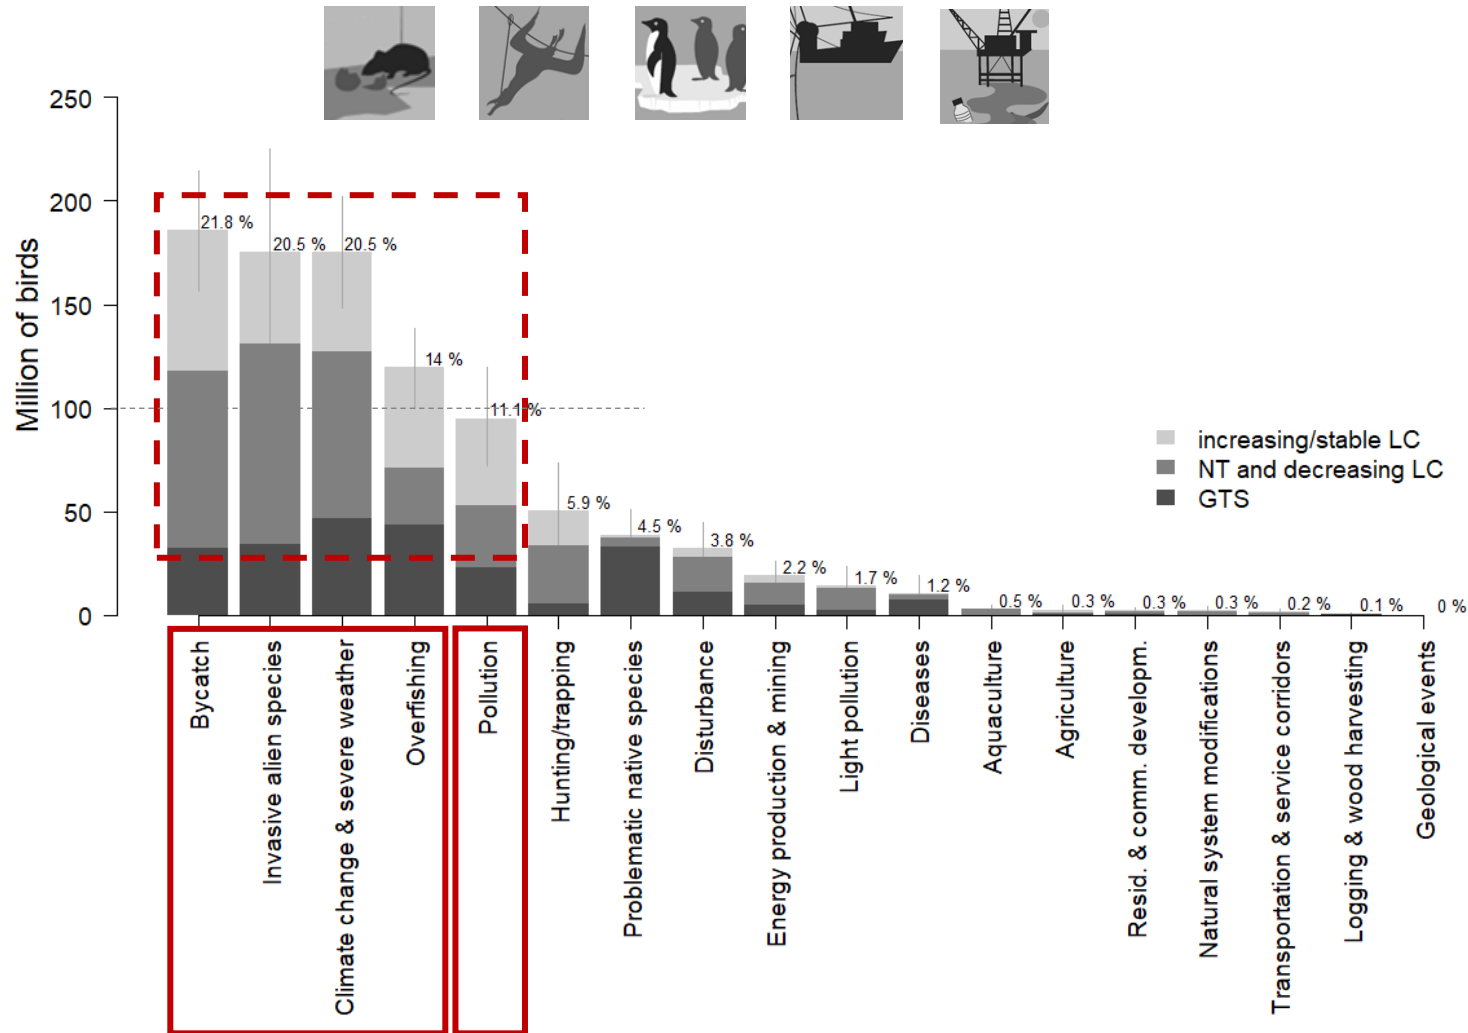 250
200
150
100
50
0
Million of birds
21.8 %
20.5 %
20.5 %
14 %
11.1 %
5.9 %
4.5 %
3.8 %
2.2 %
1.7 %
1.2 %
0.5 %
0.3 %
0.3 %
0.3 %
0.2 %
0.1 %
0 %
increasing/stable LC
NT and decreasing LC
GTS
Bycatch
Invasive alien species
Climate change & severe weather
Overfishing
Pollution
Hunting/trapping
Problematic native species
Disturbance
Energy production & mining
Light pollution
Diseases
Aquaculture
Agriculture
Resid. & comm. developm.
Natural system modifications
Transportation & service corridors
Logging & wood harvesting
Geological events